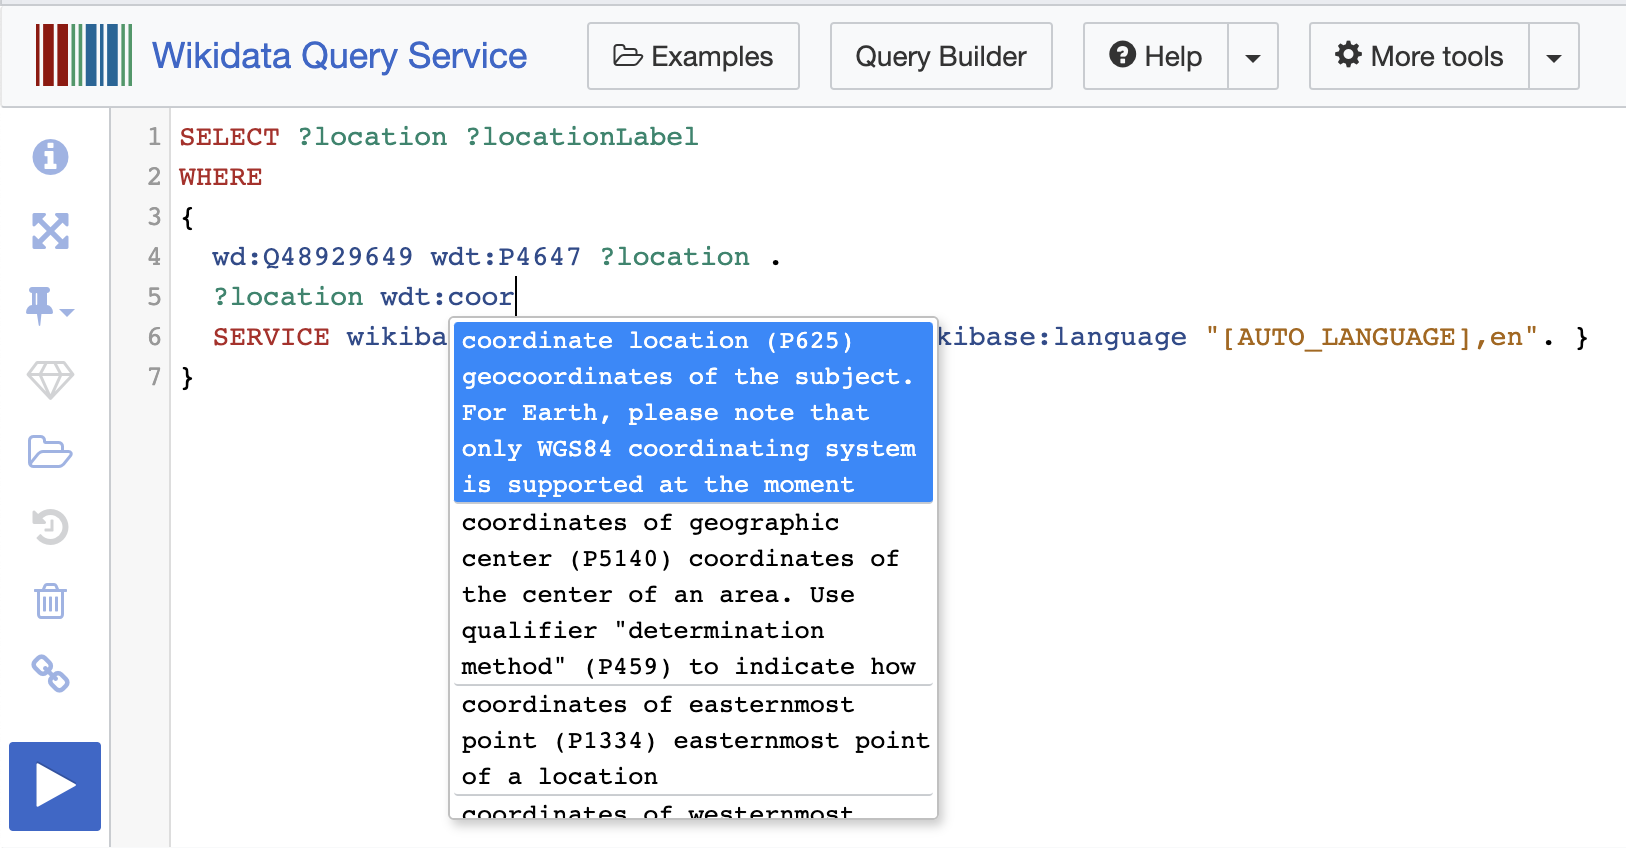 Wikidata Query Service Examples Query Builder Help More tools
1 SELECT ?location ?locationLabel
2 WHERE
3 {
4 wd:Q48929649 wdt:P4647 ?location .
5 ?location wdt:coor
6 SERVICE wikiba kibase:language "[AUTO_LANGUAGE],en". }
7 }
coordinate location (P625)
geocoordinates of the subject.
For Earth, please note that
only WGS84 coordinating system
is supported at the moment
coordinates of geographic
center (P5140) coordinates of
the center of an area. Use
qualifier "determination
method" (P459) to indicate how
coordinates of easternmost
point (P1334) easternmost point
of a location
coordinates of westernmost